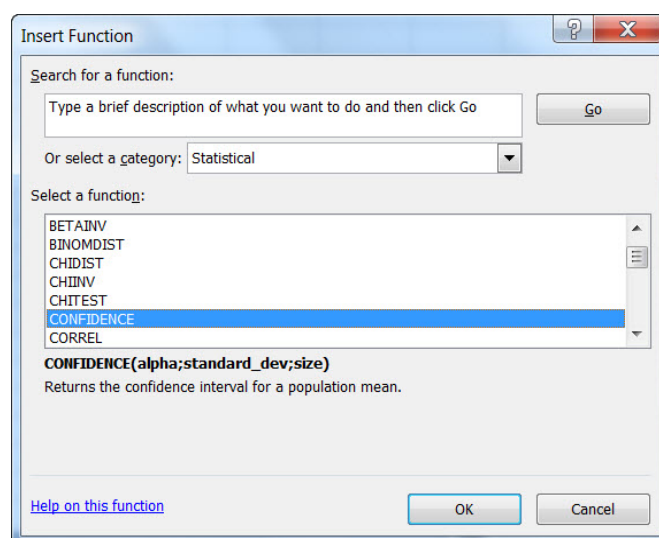 Insert Function
Search for a function:
Type a brief description of what you want to do and then click Go
Go
Or select a category: Statistical
Select a function:
BETAINV
BINOMDIST
CHIDIST
CHIINV
CHITEST
CONFIDENCE
CORREL
CONFIDENCE(alpha;standard_dev;size)
Returns the confidence interval for a population mean.
Help on this function
OK
Cancel